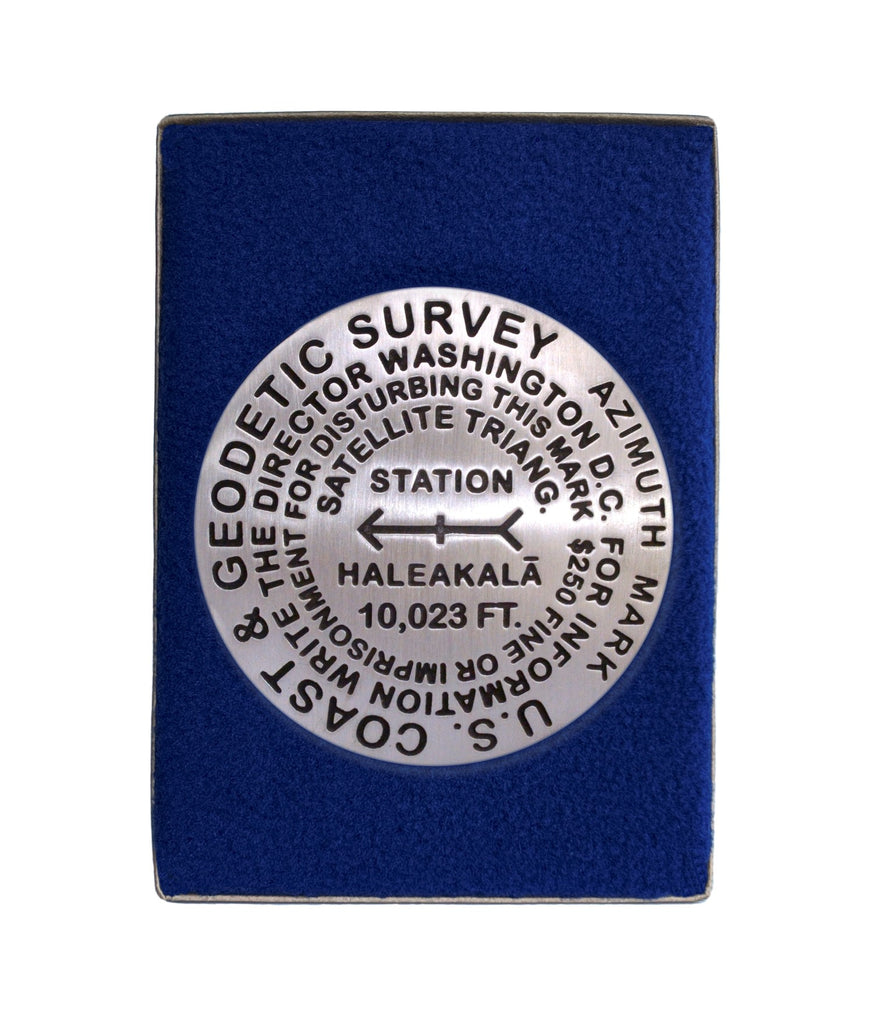 U.S. COAST & GEODETIC SURVEY
AZIMUTH MARK
FOR INFORMATION WRITE THE DIRECTOR WASHINGTON D.C.
$250 FINE OR IMPRISONMENT FOR DISTURBING THIS MARK
SATELLITE TRIANG.
STATION
HALEAKALĀ
10,023 FT.